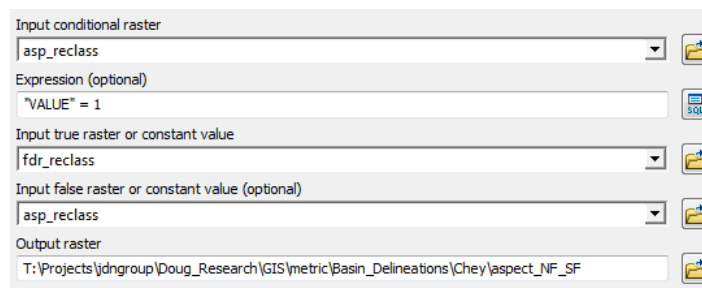 Input conditional raster
asp_reclass
Expression (optional)
"VALUE" = 1
SQL
Input true raster or constant value
fdr_reclass
Input false raster or constant value (optional)
asp_reclass
Output raster
T:\Projects\jdngroup\Doug_Research\GIS\metric\Basin_Delineations\Chey\aspect_NF_SF